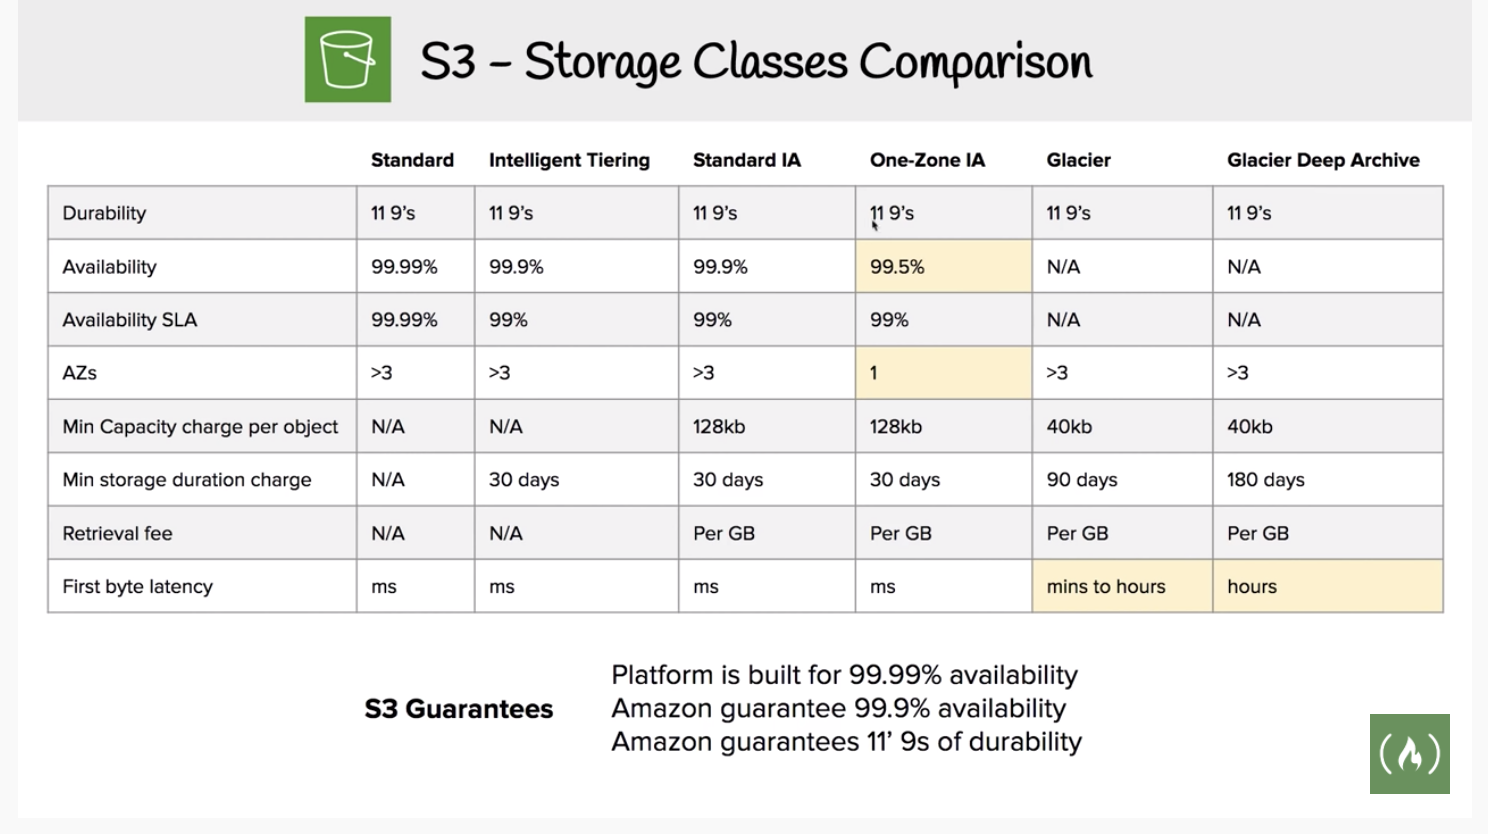 S3 – Storage Classes Comparison
Standard Intelligent Tiering Standard IA One-Zone IA Glacier Glacier Deep Archive
Durability 11 9’s 11 9’s 11 9’s 11 9’s 11 9’s 11 9’s
Availability 99.99% 99.9% 99.9% 99.5% N/A N/A
Availability SLA 99.99% 99% 99% 99% N/A N/A
AZs >3 >3 >3 1 >3 >3
Min Capacity charge per object N/A N/A 128kb 128kb 40kb 40kb
Min storage duration charge N/A 30 days 30 days 30 days 90 days 180 days
Retrieval fee N/A N/A Per GB Per GB Per GB Per GB
First byte latency ms ms ms ms mins to hours hours
S3 Guarantees
Platform is built for 99.99% availability
Amazon guarantee 99.9% availability
Amazon guarantees 11’ 9s of durability